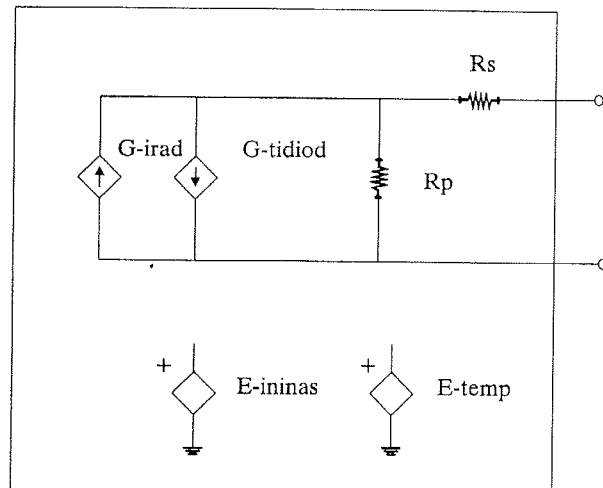 Rs
G-irad G-tidiod
Rp
+ E-ininas + E-temp